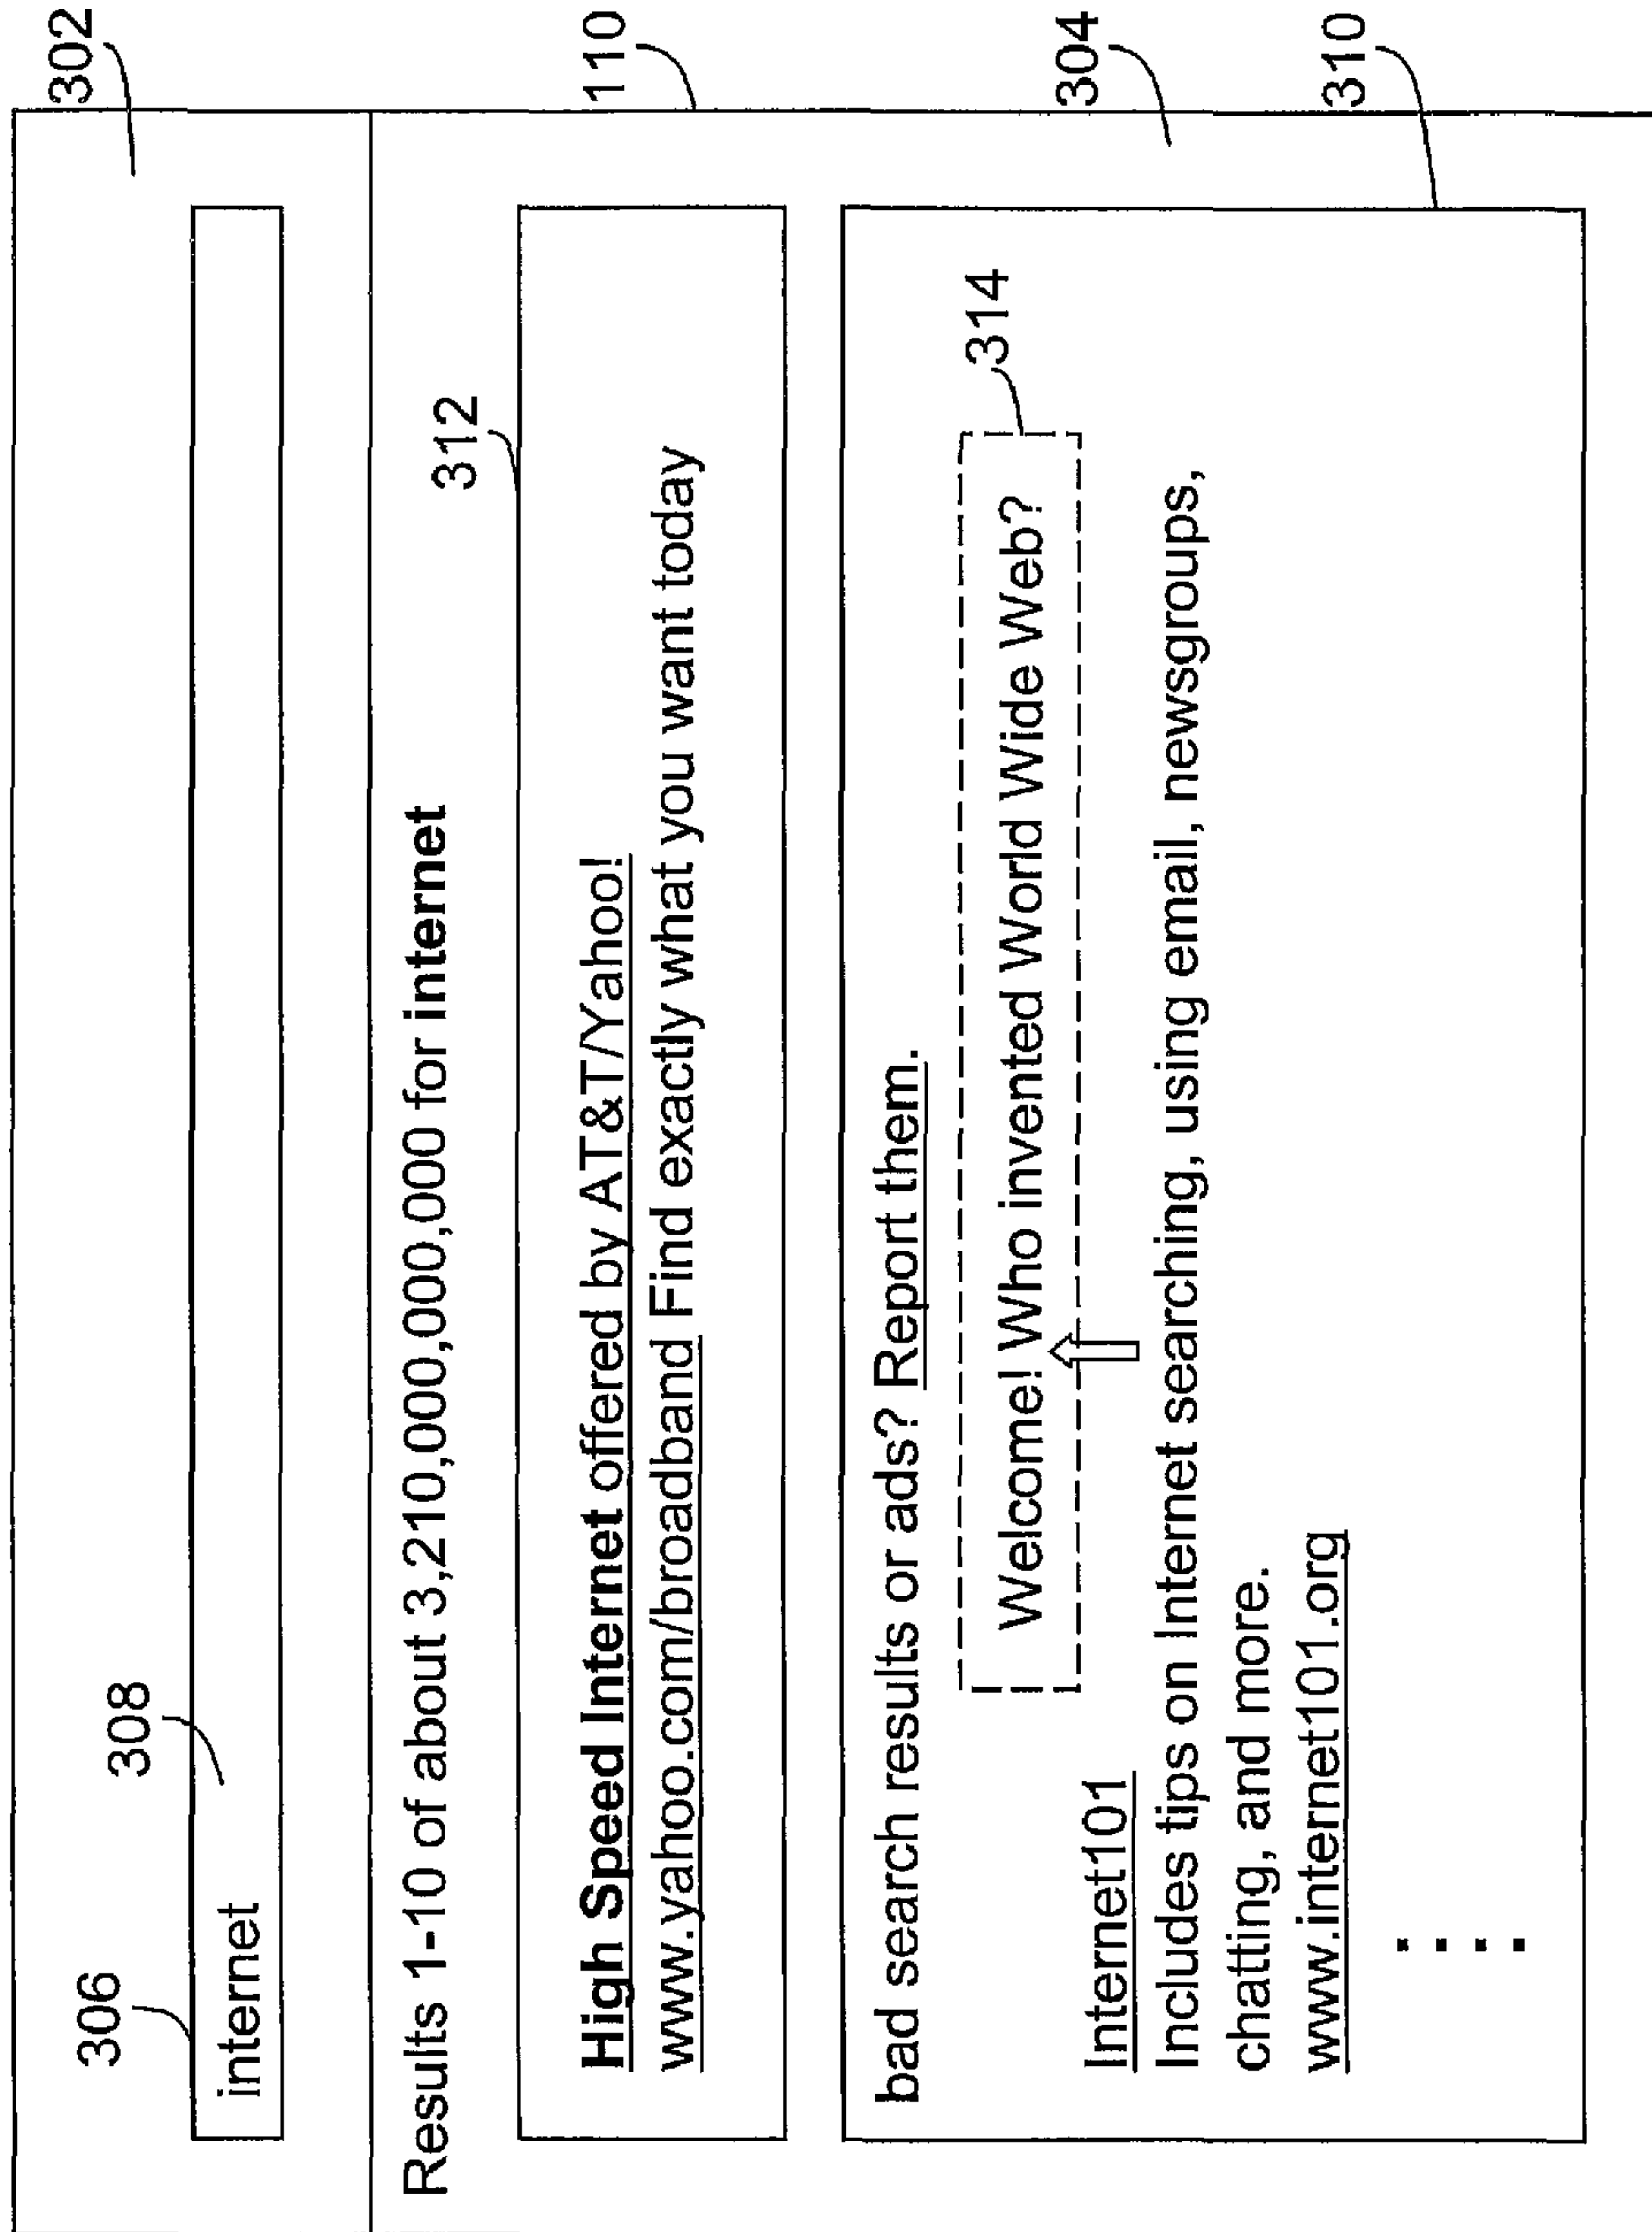 302
306
308
internet
Results 1-10 of about 3,210,000,000,000 for internet
312
110
High Speed Internet offered by AT&T/Yahoo!
www.yahoo.com/broadband Find exactly what you want today
304
bad search results or ads? Report them.
314
Welcome! Who invented World Wide Web?
Internet101
Includes tips on Internet searching, using email, newsgroups,
chatting, and more.
www.internet101.org
310